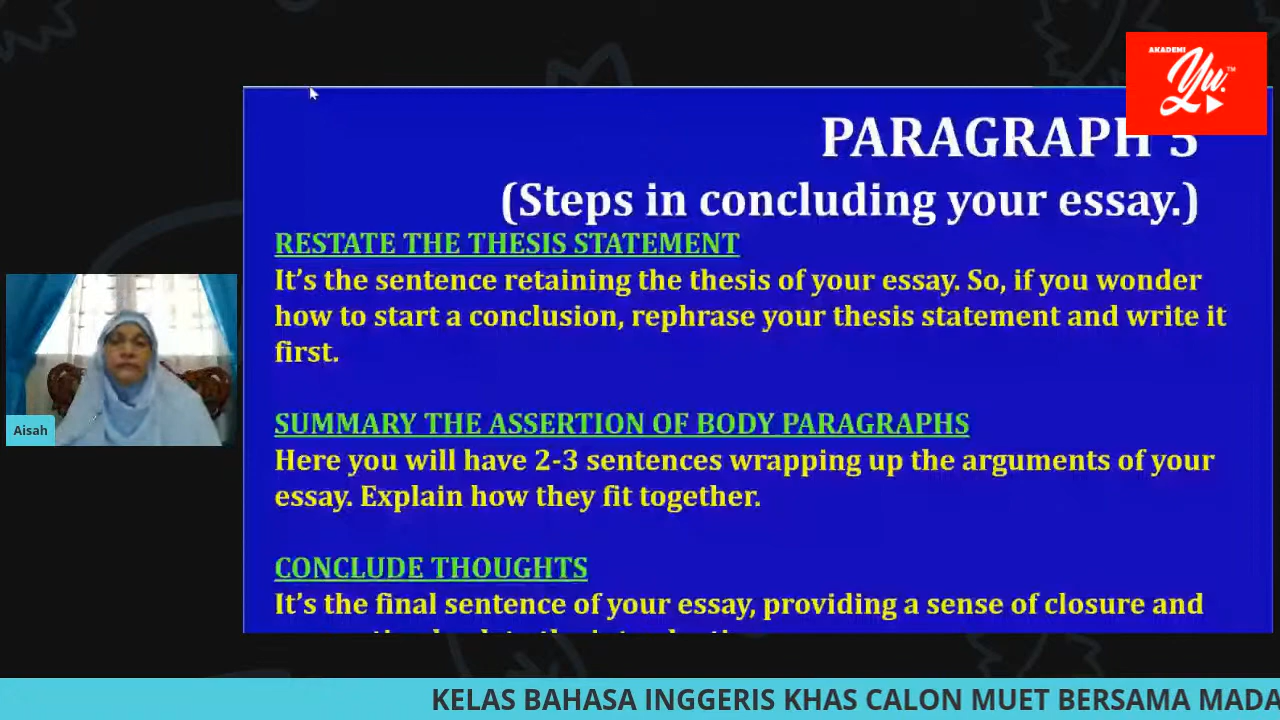 AKADEMI
Yu.
TM
PARAGRAPH 5
(Steps in concluding your essay.)
RESTATE THE THESIS STATEMENT
It's the sentence retaining the thesis of your essay. So, if you wonder
how to start a conclusion, rephrase your thesis statement and write it
first.
SUMMARY THE ASSERTION OF BODY PARAGRAPHS
Here you will have 2-3 sentences wrapping up the arguments of your
essay. Explain how they fit together.
CONCLUDE THOUGHTS
It's the final sentence of your essay, providing a sense of closure and
Aisah
KELAS BAHASA INGGERIS KHAS CALON MUET BERSAMA MADA